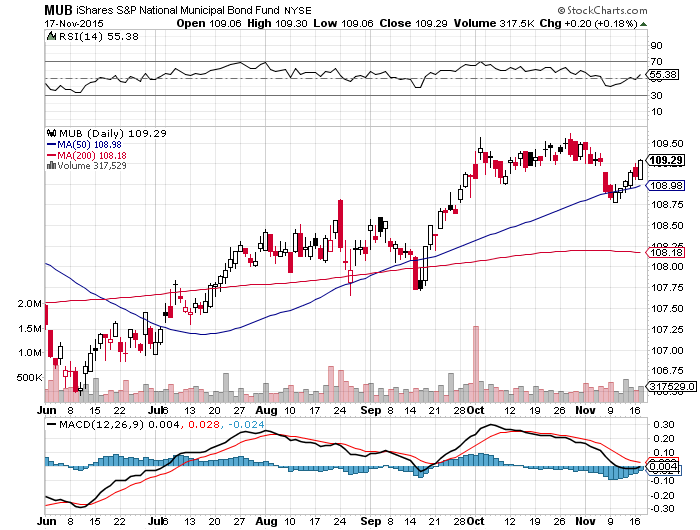 MUB iShares S&P National Municipal Bond Fund NYSE © StockCharts.com
17-Nov-2015 Open 109.06 High 109.30 Low 109.06 Close 109.29 Volume 317.5K Chg +0.20 (+0.18%)
RSI(14) 55.38
90
70
55.38
30
10
MUB (Daily) 109.29
MA(50) 108.98
MA(200) 108.18
Volume 317,529
109.50
109.29
108.98
108.75
108.50
108.18
108.00
107.75
107.50
107.25
107.00
106.75
106.50
2.0M
1.5M
1.0M
500K
317529.0
Jun 8 15 22 Jul 6 13 20 27 Aug 10 17 24 31 Sep 8 14 21 28 Oct 12 19 26 Nov 9 16
MACD(12,26,9) 0.004, 0.028, -0.024
0.30
0.20
0.10
0.004
-0.10
-0.20
-0.30
Jun 8 15 22 Jul 6 13 20 27 Aug 10 17 24 31 Sep 8 14 21 28 Oct 12 19 26 Nov 9 16